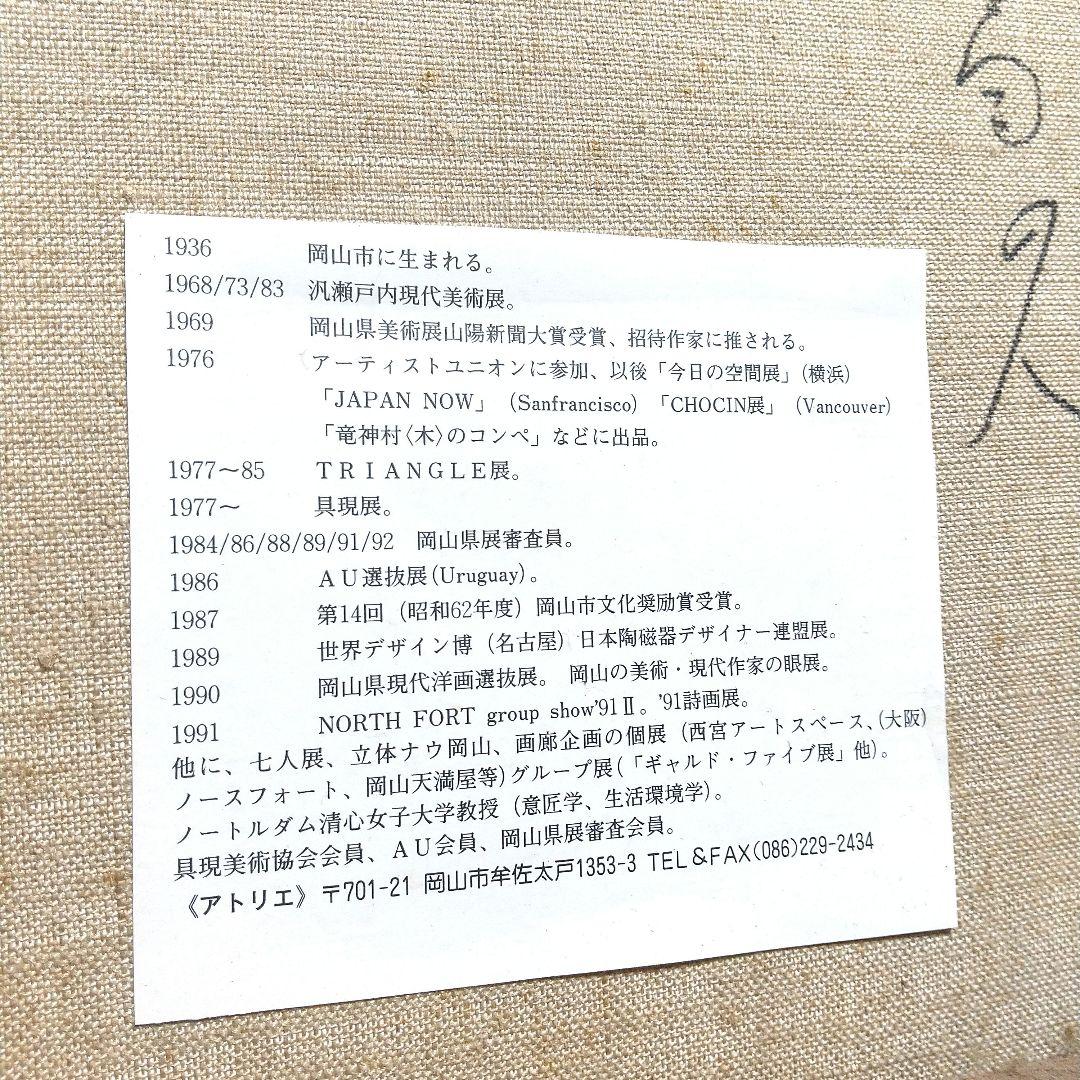 1936 岡山市に生まれる。
1968/73/83 汎瀬戸内現代美術展。
1969 岡山県美術展山陽新聞大賞受賞、招待作家に推される。
1976 アーティストユニオンに参加、以後「今日の空間展」(横浜)
「JAPAN NOW」(Sanfrancisco)「CHOCIN展」(Vancouver)
「竜神村〈木〉のコンペ」などに出品。
1977～85 TRIANGLE展。
1977～ 具現展。
1984/86/88/89/91/92 岡山県展審査員。
1986 AU選抜展(Uruguay)。
1987 第14回(昭和62年度)岡山市文化奨励賞受賞。
1989 世界デザイン博(名古屋)日本陶磁器デザイナー連盟展。
1990 岡山県現代洋画選抜展。岡山の美術・現代作家の眼展。
1991 NORTH FORT group show'91Ⅱ。'91詩画展。
他に、七人展、立体ナウ岡山、画廊企画の個展(西宮アートスペース、(大阪)
ノースフォート、岡山天満屋等)グループ展(「ギャルド・ファイブ展」他)。
ノートルダム清心女子大学教授(意匠学、生活環境学)。
具現美術協会会員、AU会員、岡山県展審査会員。
《アトリエ》〒701-21 岡山市牟佐太戸1353-3 TEL&FAX(086)229-2434